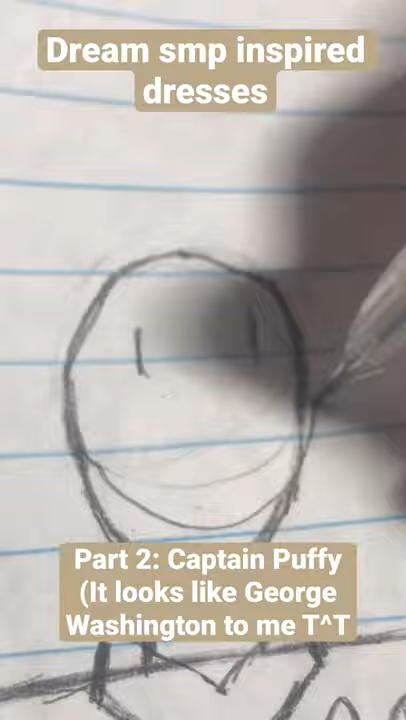 Dream smp inspired
dresses
Part 2: Captain Puffy
(It looks like George
Washington to me T^T